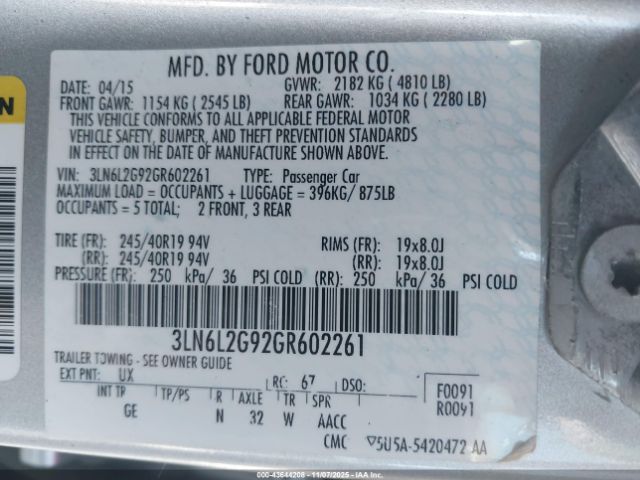 N
MFD. BY FORD MOTOR CO.
DATE: 04/15 GVWR: 2182 KG ( 4810 LB)
FRONT GAWR: 1154 KG ( 2545 LB) REAR GAWR: 1034 KG ( 2280 LB)
THIS VEHICLE CONFORMS TO ALL APPLICABLE FEDERAL MOTOR
VEHICLE SAFETY, BUMPER, AND THEFT PREVENTION STANDARDS
IN EFFECT ON THE DATE OF MANUFACTURE SHOWN ABOVE.
VIN: 3LN6L2G92GR602261 TYPE: Passenger Car
MAXIMUM LOAD = OCCUPANTS + LUGGAGE = 396KG/ 875LB
OCCUPANTS = 5 TOTAL; 2 FRONT, 3 REAR
TIRE (FR): 245/40R19 94V RIMS (FR): 19x8.0J
(RR): 245/40R19 94V (RR): 19x8.0J
PRESSURE (FR): 250 kPa/ 36 PSI COLD (RR): 250 kPa/ 36 PSI COLD
3LN6L2G92GR602261
TRAILER TOWING - SEE OWNER GUIDE
EXT PNT: UX RC: 67 DSO: F0091
INT TR TP/PS R AXLE TR SPR R0091
GE N 32 W AACC
CMC 5U5A-5420472 AA
© IAA 43644208 - 11/07/2025 - IAAI.com